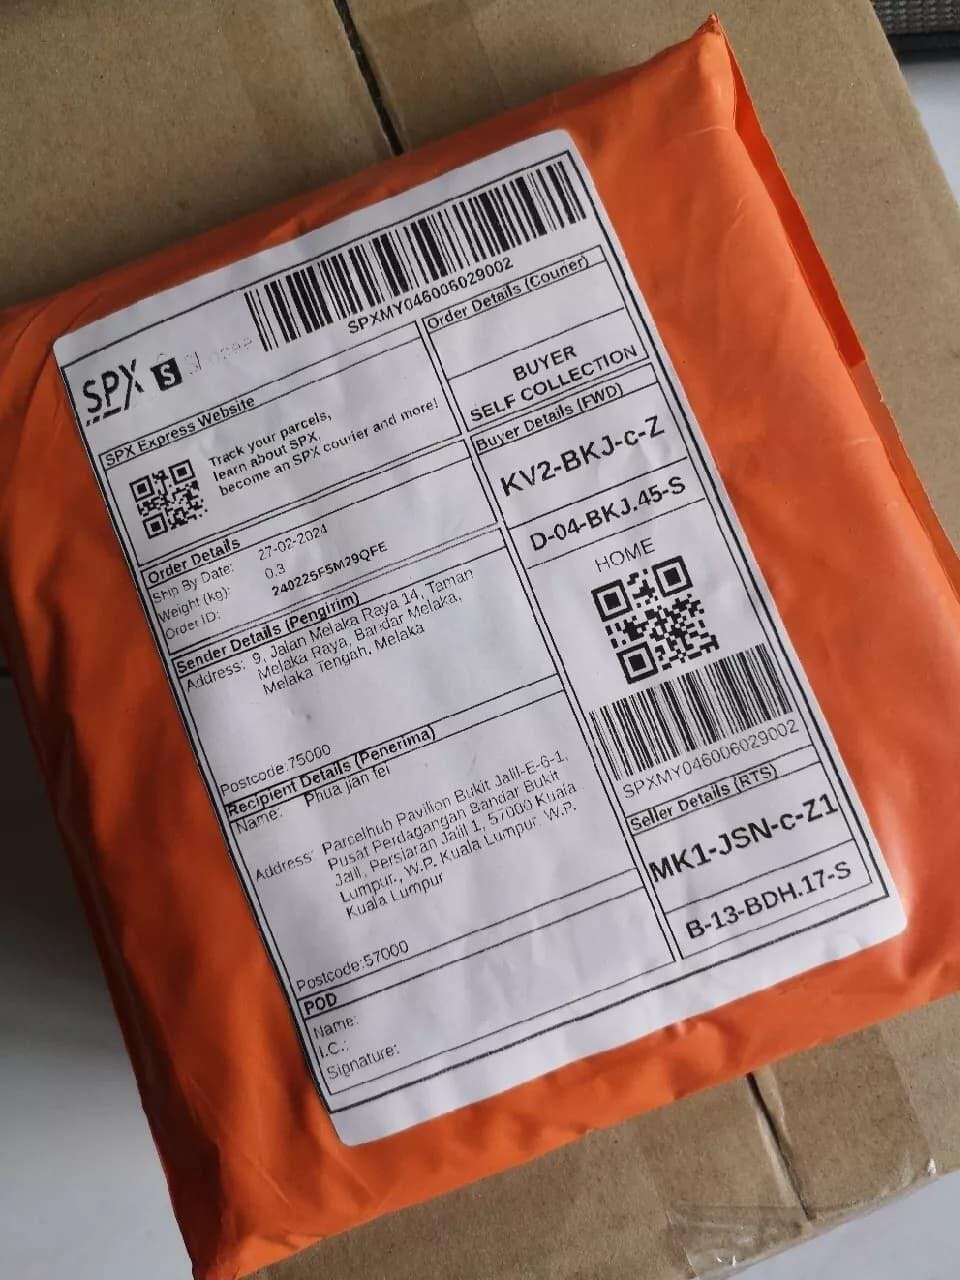 SPXMY046006029002
SPX S Shopee
SPX Express Website
Track your parcels,
learn about SPX,
become an SPX courier and more!
Order Details (Courier)
BUYER
SELF COLLECTION
Buyer Details (FWD)
KV2-BKJ-c-Z
D-04-BKJ.45-S
HOME
SPXMY046006029002
Seller Details (RTS)
MK1-JSN-c-Z1
B-13-BDH.17-S
Order Details
Ship By Date: 27-02-2024
Weight (kg): 0.3
Order ID: 240225F5M29QFE
Sender Details (Pengirim)
Address: 9, Jalan Melaka Raya 14, Taman
Melaka Raya, Bandar Melaka,
Melaka Tengah, Melaka
Postcode:75000
Recipient Details (Penerima)
Name: Phua jian fei
Address: Parcelhub Pavilion Bukit Jalil-E-6-1,
Pusat Perdagangan Bandar Bukit
Jalil, Persiaran Jalil 1, 57000 Kuala
Lumpur., W.P. Kuala Lumpur, W.P.
Kuala Lumpur
Postcode:57000
POD
Name:
I.C.:
Signature: